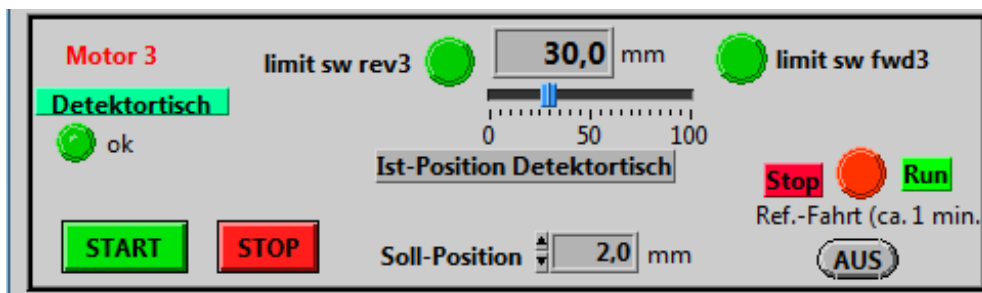 Motor 3
limit sw rev3
30,0 mm
limit sw fwd3
Detektortisch
ok
0 50 100
Ist-Position Detektortisch
Stop
Run
Ref.-Fahrt (ca. 1 min.
START
STOP
Soll-Position 2,0 mm
AUS